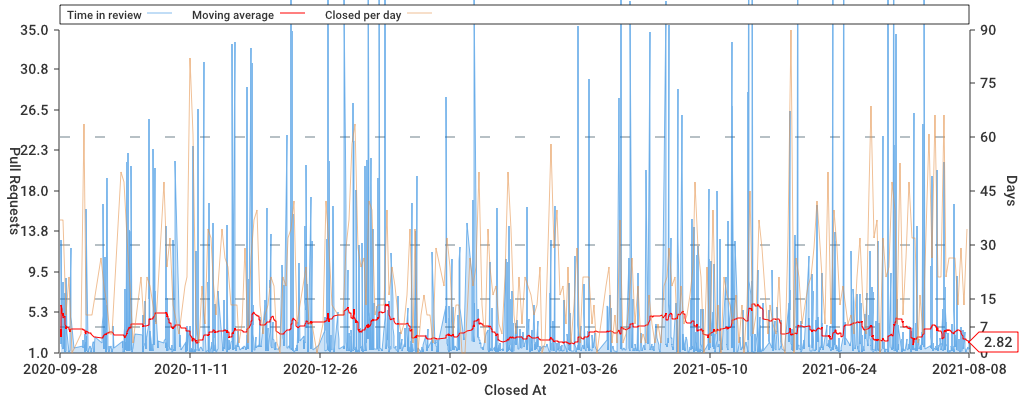 Time in review Moving average Closed per day
35.0 90
30.8 75
26.5 60
22.3 45
18.0 30
13.8 15
9.5 7
5.3 0
1.0
Pull Requests
Days
2.82
2020-09-28 2020-11-11 2020-12-26 2021-02-09 2021-03-26 2021-05-10 2021-06-24 2021-08-08
Closed At